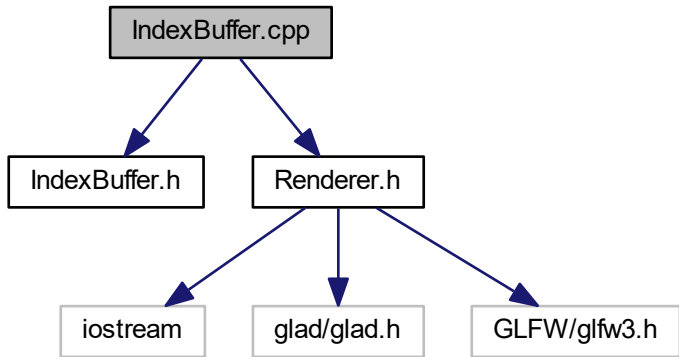 IndexBuffer.cpp
IndexBuffer.h
Renderer.h
iostream
glad/glad.h
GLFW/glfw3.h